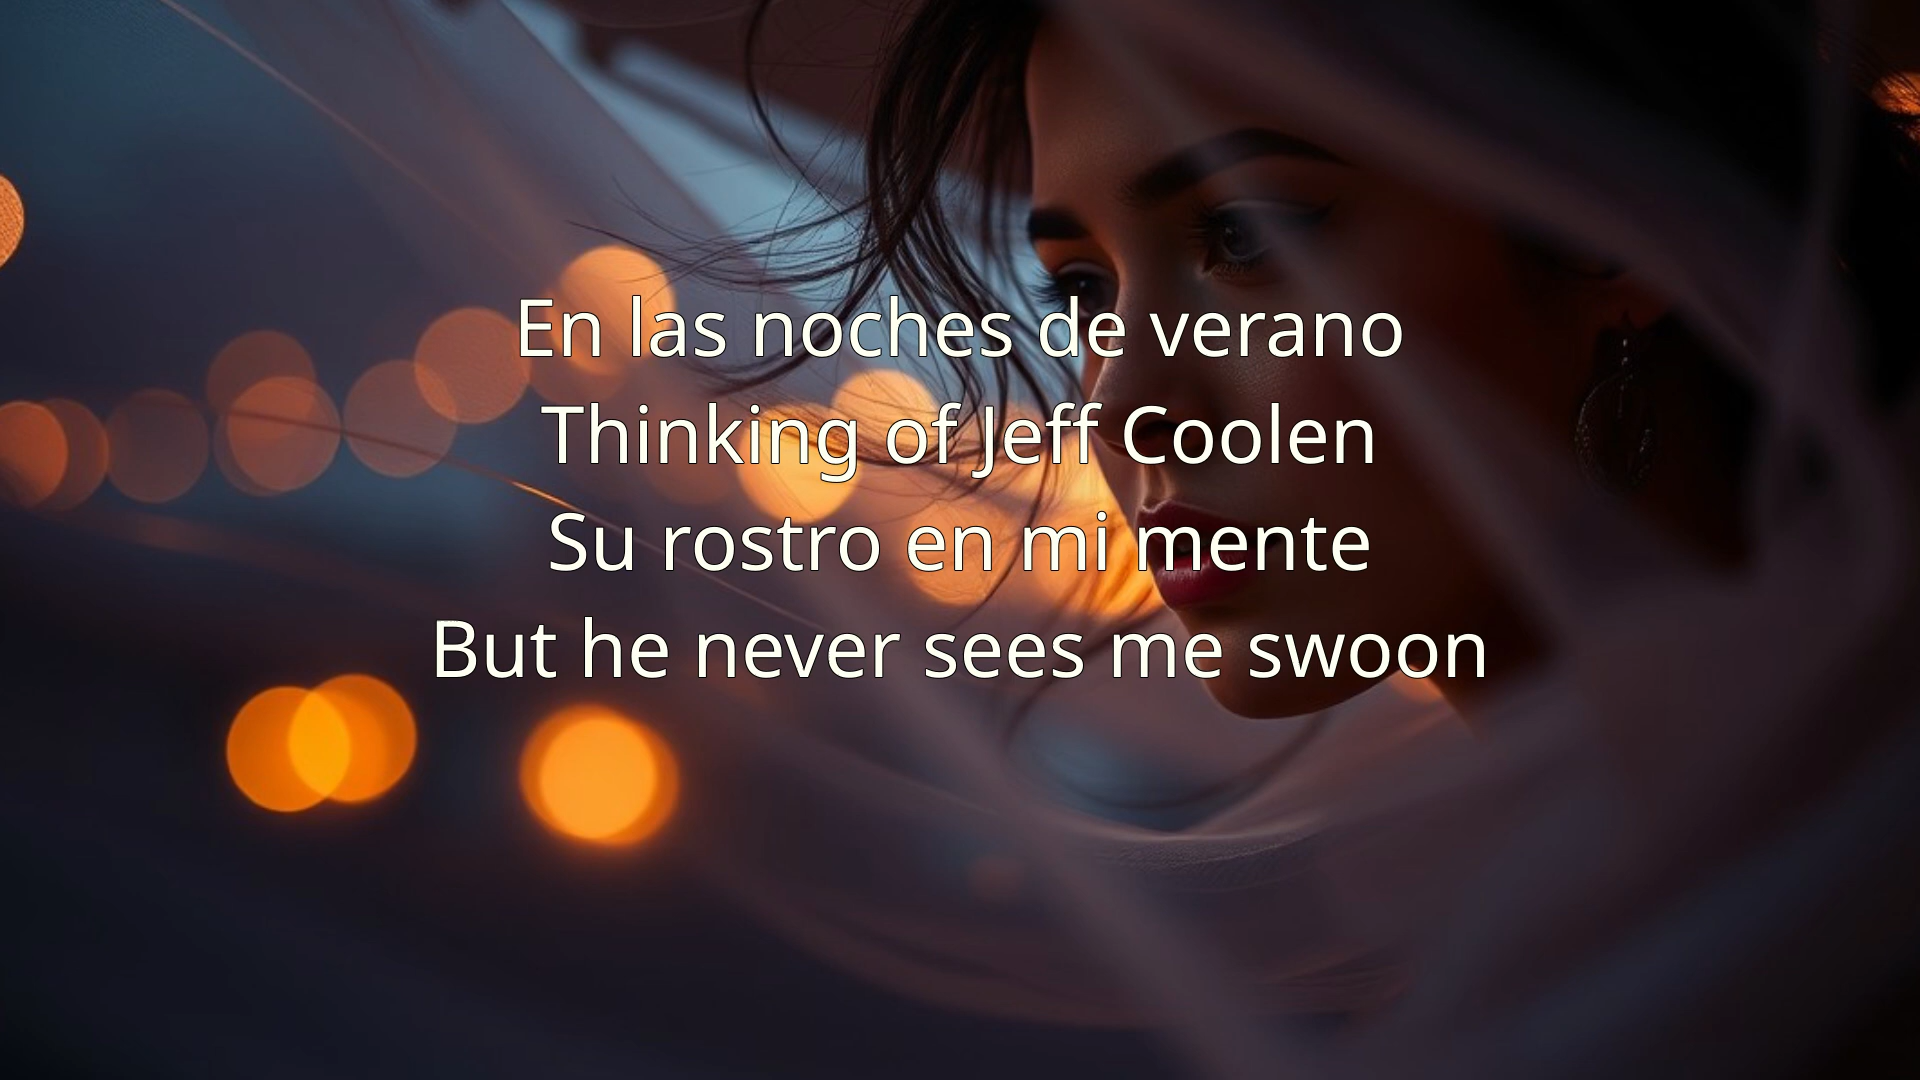 En las noches de verano
Thinking of Jeff Coolen
Su rostro en mi mente
But he never sees me swoon